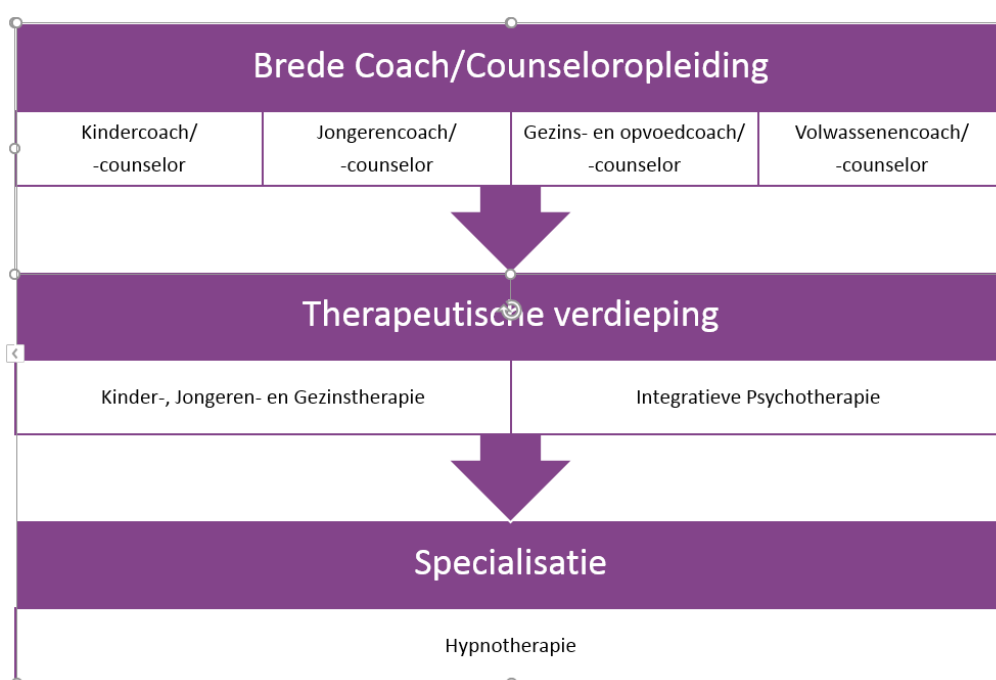 Brede Coach/Counseloropleiding
Kindercoach/
-counselor
Jongerencoach/
-counselor
Gezins- en opvoedcoach/
-counselor
Volwassenencoach/
-counselor
Therapeutische verdieping
Kinder-, Jongeren- en Gezinstherapie
Integratieve Psychotherapie
Specialisatie
Hypnotherapie